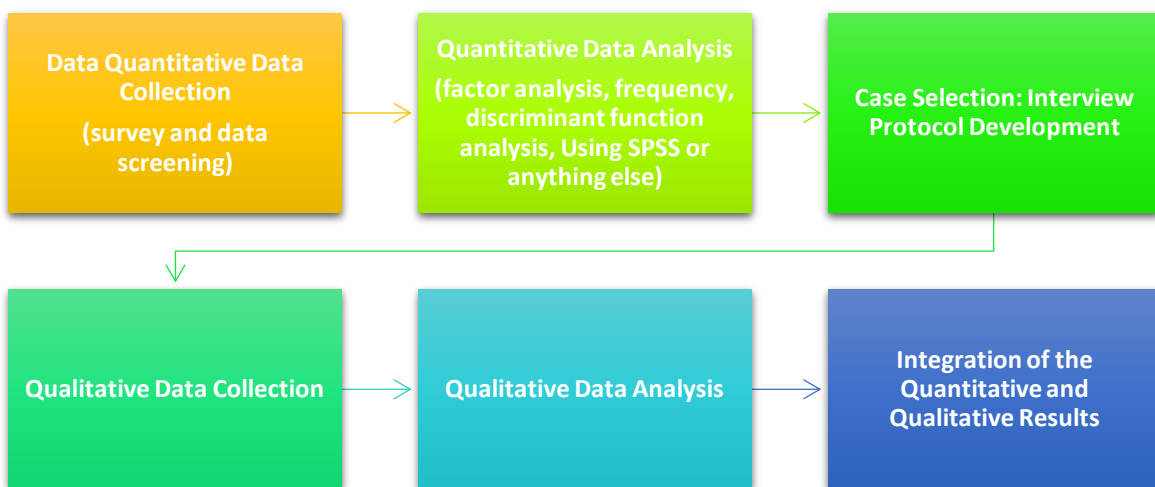 Data Quantitative Data
Collection
(survey and data
screening)
Quantitative Data Analysis
(factor analysis, frequency,
discriminant function
analysis, Using SPSS or
anything else)
Case Selection: Interview
Protocol Development
Qualitative Data Collection
Qualitative Data Analysis
Integration of the
Quantitative and
Qualitative Results